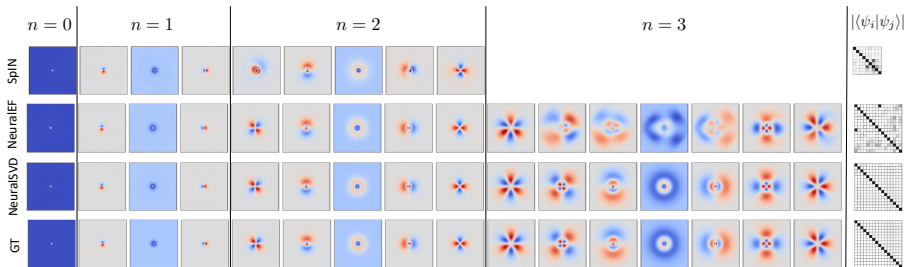 n = 0
n = 1
n = 2
n = 3
|⟨ψi|ψj⟩|
SpIN
NeuralEF
NeuralSVD
GT